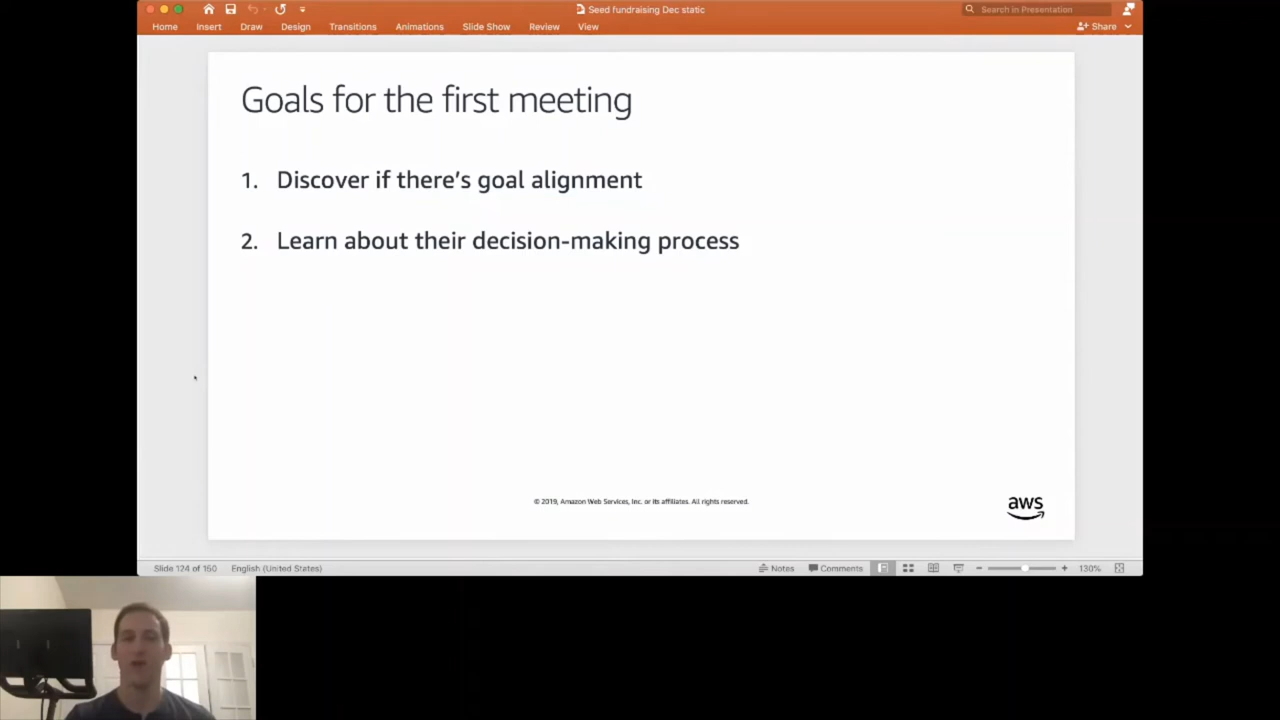 Seed fundraising Dec static
Search in Presentation
Home Insert Draw Design Transitions Animations Slide Show Review View
Share
Goals for the first meeting
1. Discover if there's goal alignment
2. Learn about their decision-making process
© 2019, Amazon Web Services, Inc. or its affiliates. All rights reserved.
aws
Slide 124 of 150 English (United States)
Notes Comments
130%